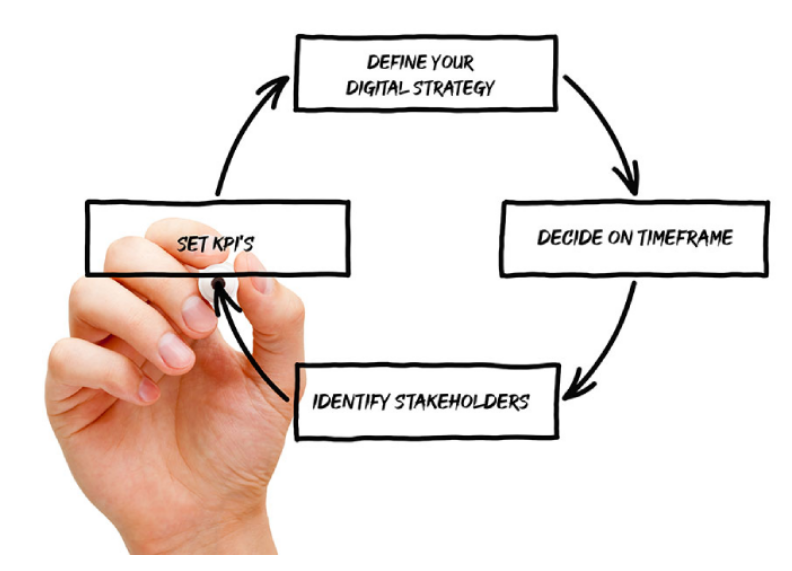 DEFINE YOUR
DIGITAL STRATEGY
DECIDE ON TIMEFRAME
IDENTIFY STAKEHOLDERS
SET KPI'S